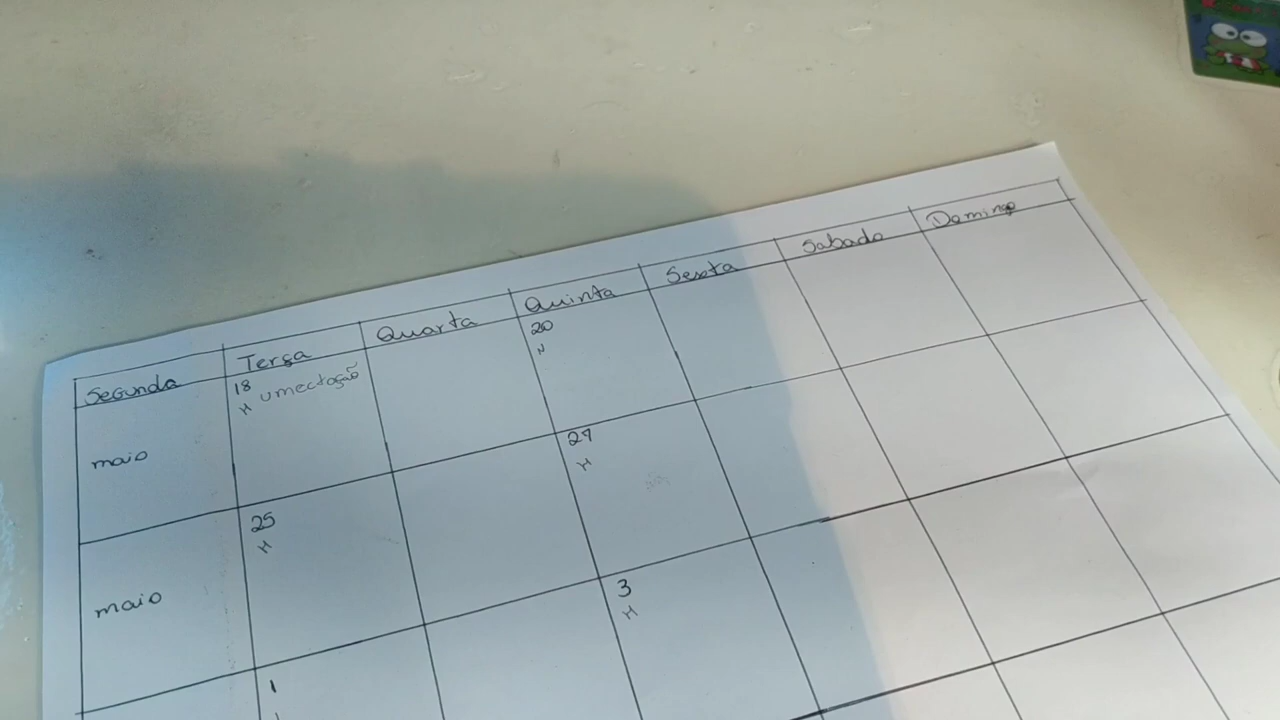 Segunda Terça Quarta Quinta Sexta Sabado Domingo
18 20
H umectação H
maio
27
H
25
H
maio
3
H
1